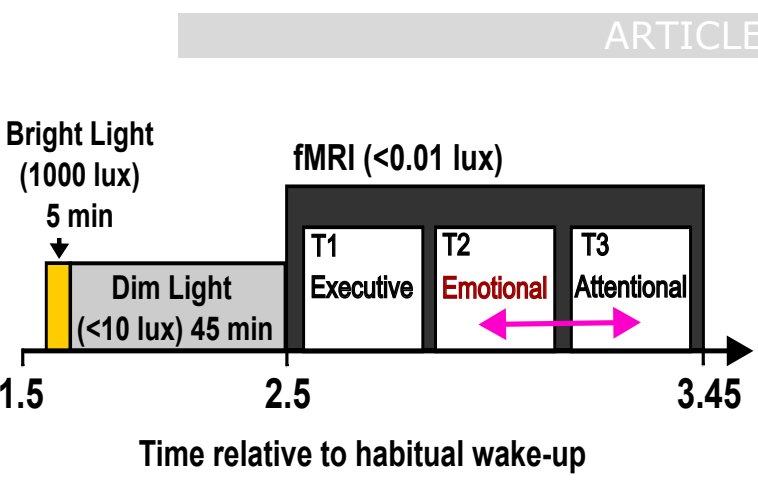 ARTICLE
Bright Light
(1000 lux)
5 min
fMRI (<0.01 lux)
T1
Executive
T2
Emotional
T3
Attentional
Dim Light
(<10 lux) 45 min
1.5
2.5
3.45
Time relative to habitual wake-up